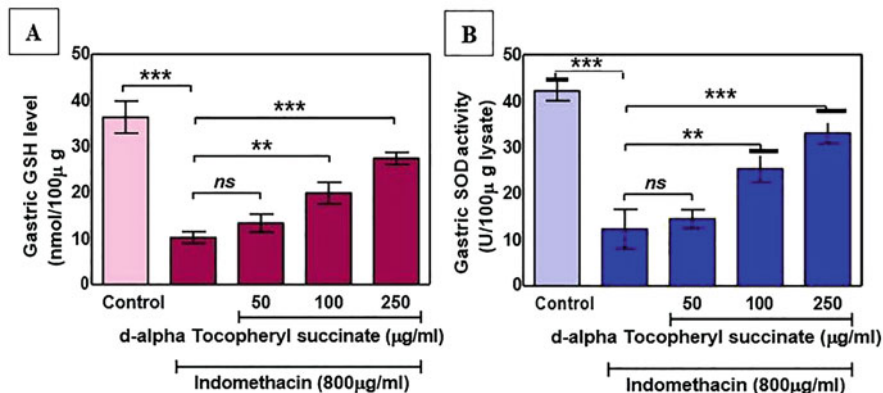 A
Gastric GSH level
(nmol/100µ g)
50
40
30
20
10
0
***
***
**
ns
Control
50
100
250
d-alpha Tocopheryl succinate (µg/ml)
Indomethacin (800µg/ml)
B
Gastric SOD activity
(U/100µ g lysate)
50
40
30
20
10
0
***
***
**
ns
Control
50
100
250
d-alpha Tocopheryl succinate (µg/ml)
Indomethacin (800µg/ml)